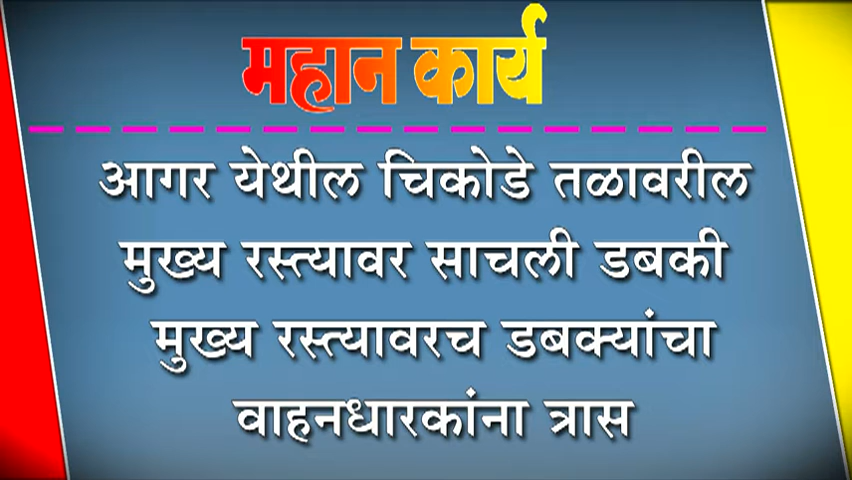 महान कार्य
आगर येथील चिकोडे तळावरील
मुख्य रस्त्यावर साचली डबकी
मुख्य रस्त्यावरच डबक्यांचा
वाहनधारकांना त्रास